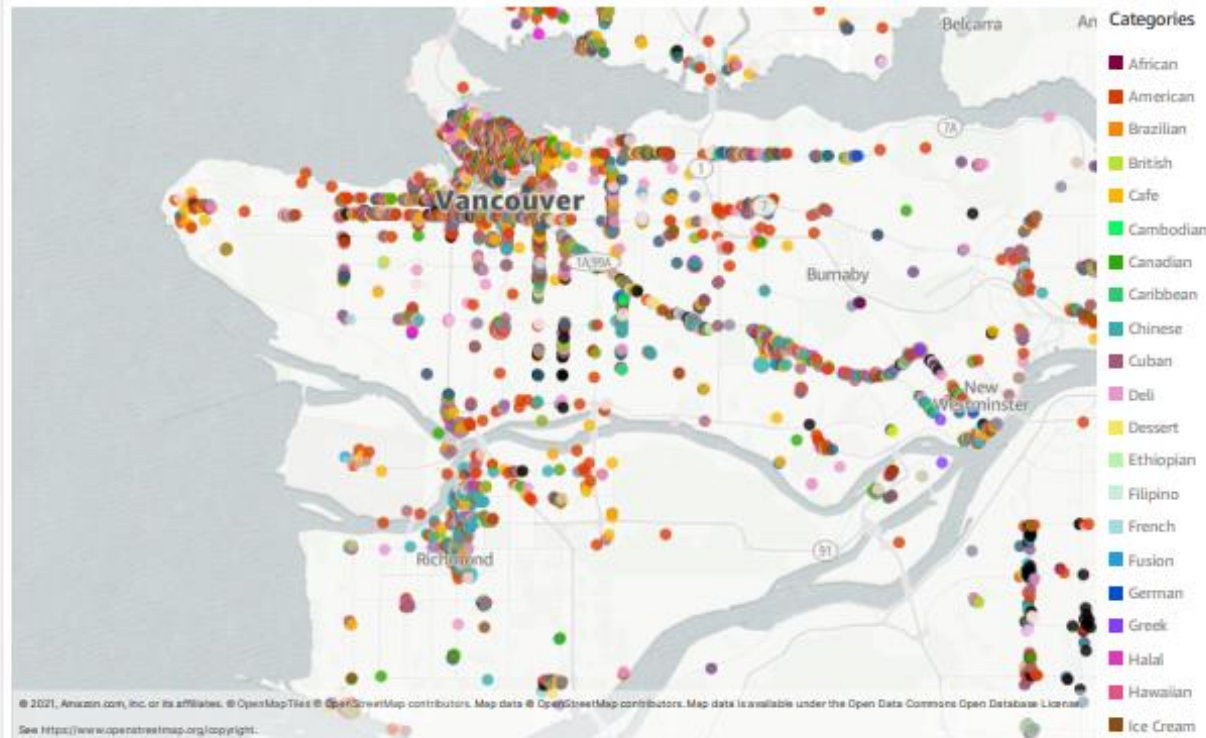 Belcarra
An
7A
1
Vancouver
7
1A;99A
Burnaby
New
Westminster
Richmond
91
© 2021, Amazon.com, Inc. or its affiliates. © OpenMapTiles © OpenStreetMap contributors. Map data © OpenStreetMap contributors. Map data is available under the Open Data Commons Open Database License.
See https://www.openstreetmap.org/copyright.
Categories
African
American
Brazilian
British
Cafe
Cambodian
Canadian
Caribbean
Chinese
Cuban
Deli
Dessert
Ethiopian
Filipino
French
Fusion
German
Greek
Halal
Hawaiian
Ice Cream